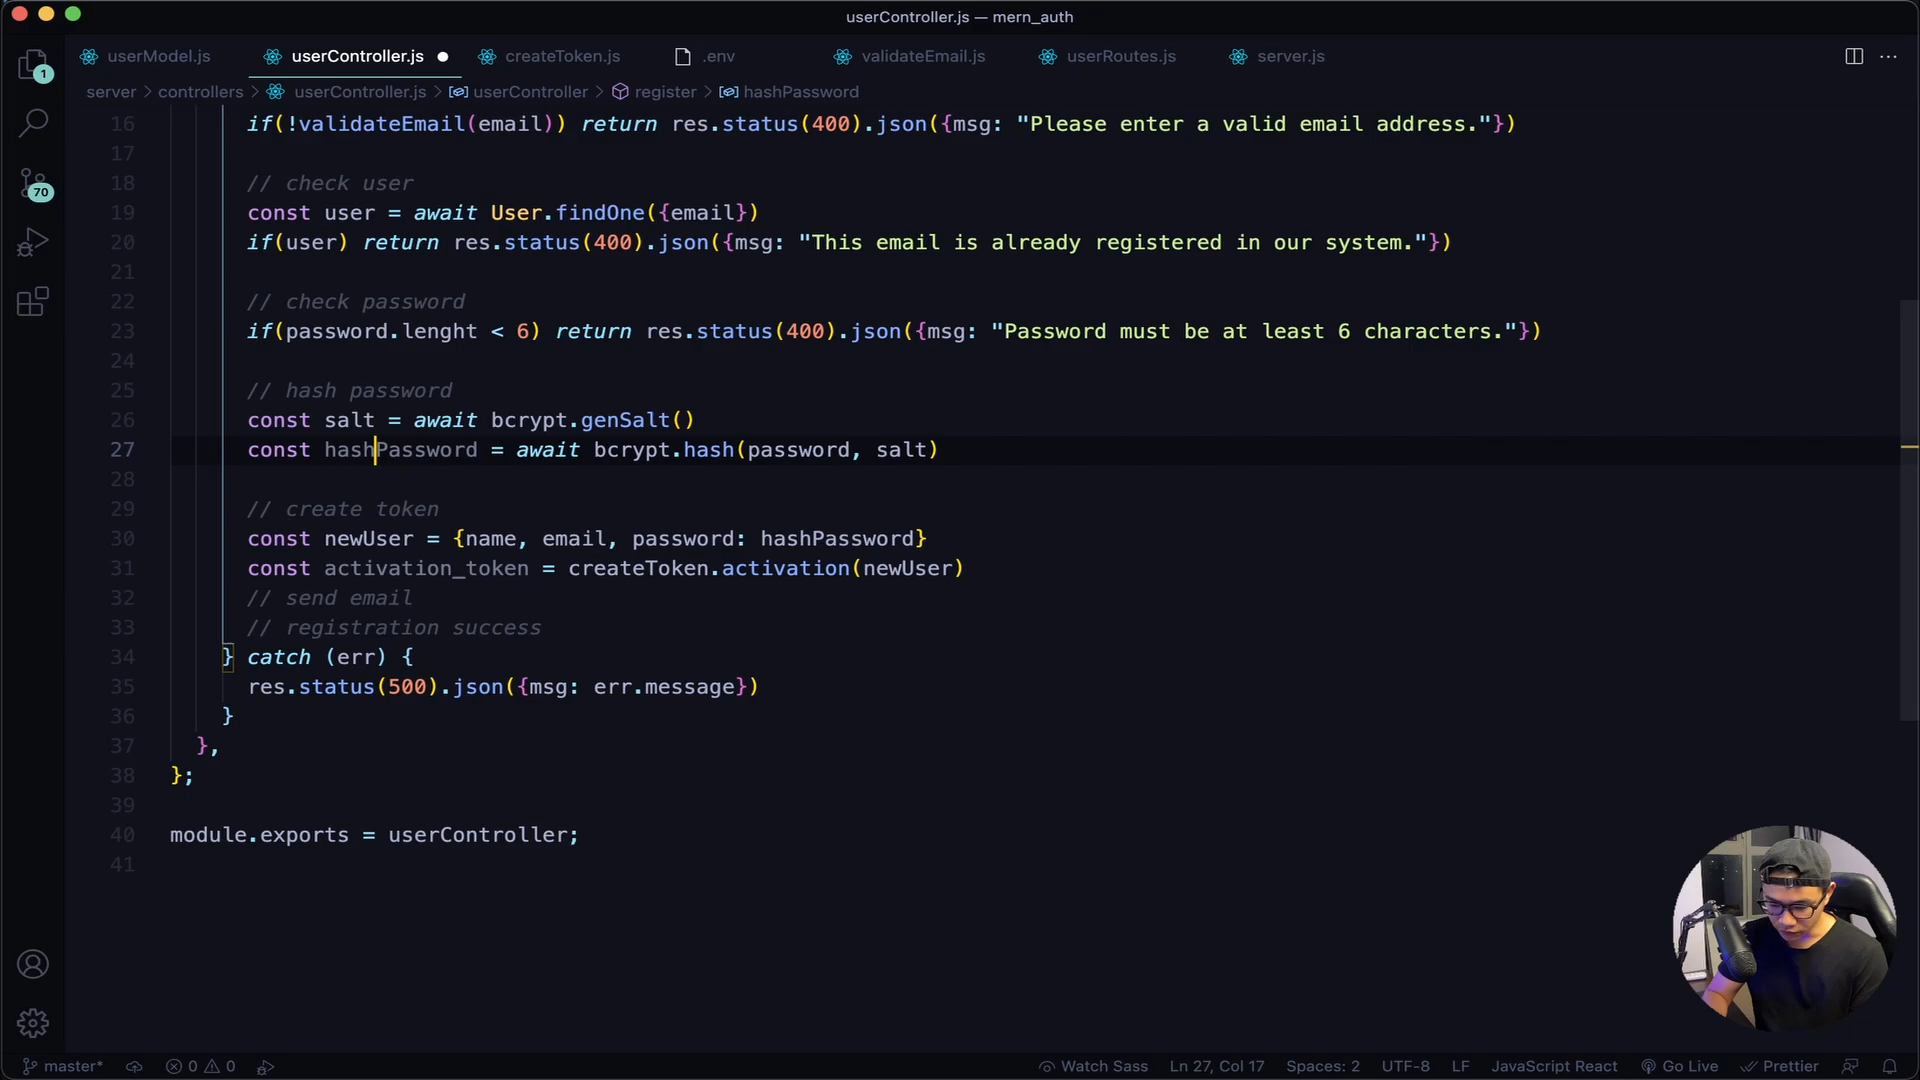 userController.js — mern_auth
userModel.js userController.js createToken.js .env validateEmail.js userRoutes.js server.js
server > controllers > userController.js > userController > register > hashPassword
1
70
16 if(!validateEmail(email)) return res.status(400).json({msg: "Please enter a valid email address."})
17
18 // check user
19 const user = await User.findOne({email})
20 if(user) return res.status(400).json({msg: "This email is already registered in our system."})
21
22 // check password
23 if(password.lenght < 6) return res.status(400).json({msg: "Password must be at least 6 characters."})
24
25 // hash password
26 const salt = await bcrypt.genSalt()
27 const hashPassword = await bcrypt.hash(password, salt)
28
29 // create token
30 const newUser = {name, email, password: hashPassword}
31 const activation_token = createToken.activation(newUser)
32 // send email
33 // registration success
34 } catch (err) {
35 res.status(500).json({msg: err.message})
36 }
37 },
38 };
39
40 module.exports = userController;
41
master* 0 0 Watch Sass Ln 27, Col 17 Spaces: 2 UTF-8 LF JavaScript React Go Live Prettier